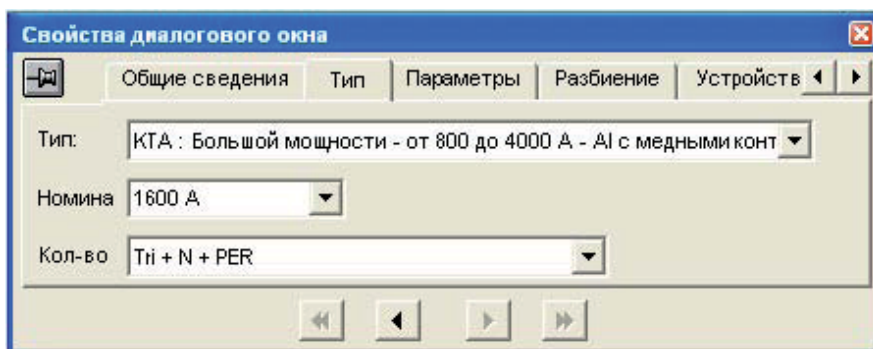 Свойства диалогового окна
Общие сведения Тип Параметры Разбиение Устройств
Тип: КТА : Большой мощности - от 800 до 4000 А - Al с медными конт
Номина 1600 А
Кол-во Tri + N + PER